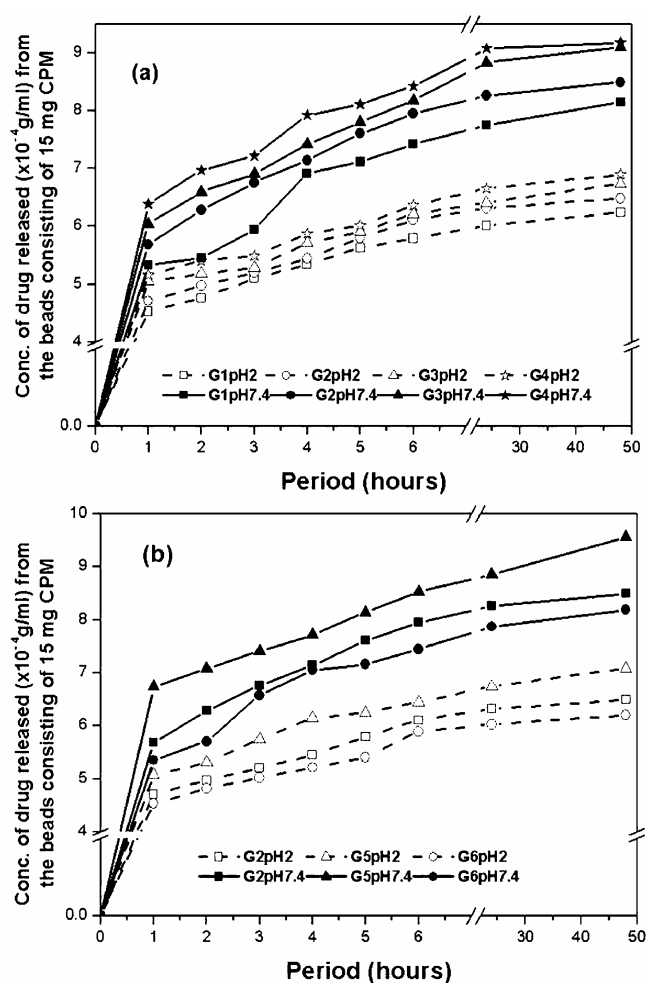 (a)
Conc. of drug released (x10⁻⁴g/ml) from
the beads consisting of 15 mg CPM
9
8
7
6
5
4
0.0
G1pH2 G2pH2 G3pH2 G4pH2
G1pH7.4 G2pH7.4 G3pH7.4 G4pH7.4
0 1 2 3 4 5 6 30 40 50
Period (hours)
(b)
Conc. of drug released (x10⁻⁴g/ml) from
the beads consisting of 15 mg CPM
10
9
8
7
6
5
4
0.0
G2pH2 G5pH2 G6pH2
G2pH7.4 G5pH7.4 G6pH7.4
0 1 2 3 4 5 6 30 40 50
Period (hours)